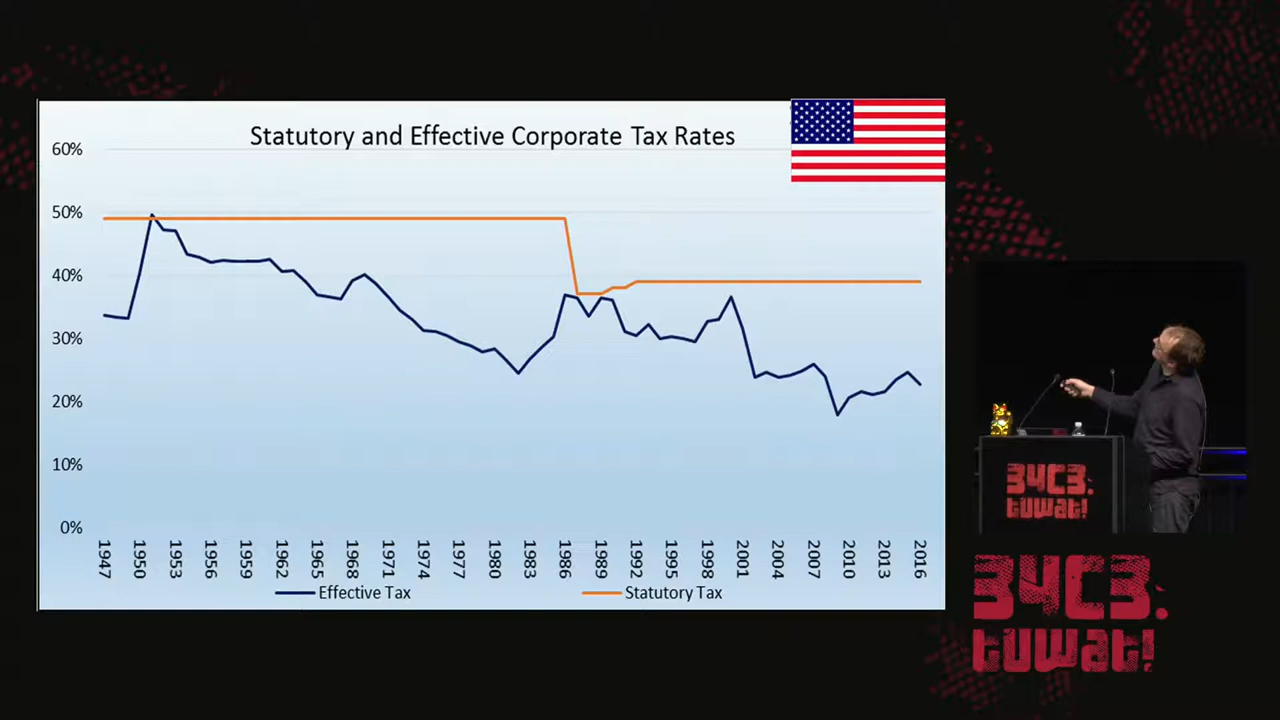 Statutory and Effective Corporate Tax Rates
60%
50%
40%
30%
20%
10%
0%
1947 1950 1953 1956 1959 1962 1965 1968 1971 1974 1977 1980 1983 1986 1989 1992 1995 1998 2001 2004 2007 2010 2013 2016
Effective Tax Statutory Tax
34C3.
tuwat!
34C3.
tuwat!